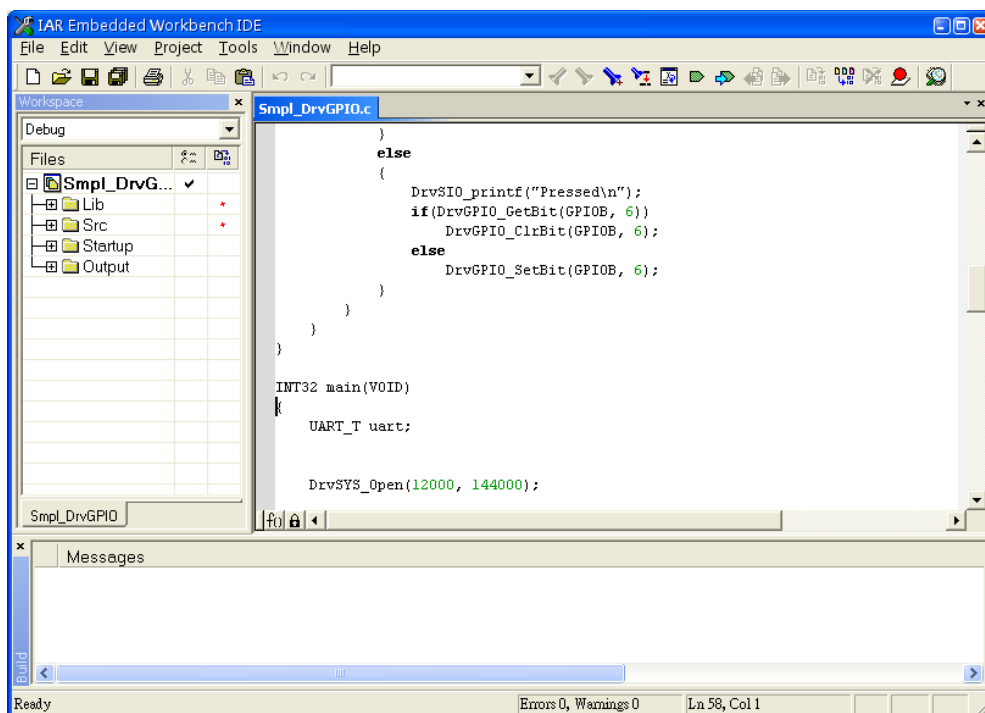 IAR Embedded Workbench IDE
File Edit View Project Tools Window Help
Workspace
Debug
Files
Smpl_DrvG...
Lib
Src
Startup
Output
Smpl_DrvGPIO
Smpl_DrvGPIO.c
}
else
{
DrvSIO_printf("Pressed\n");
if(DrvGPIO_GetBit(GPIOB, 6))
DrvGPIO_ClrBit(GPIOB, 6);
else
DrvGPIO_SetBit(GPIOB, 6);
}
}
}
}
INT32 main(VOID)
{
UART_T uart;
DrvSYS_Open(12000, 144000);
f()
Messages
Build
Ready
Errors 0, Warnings 0
Ln 58, Col 1